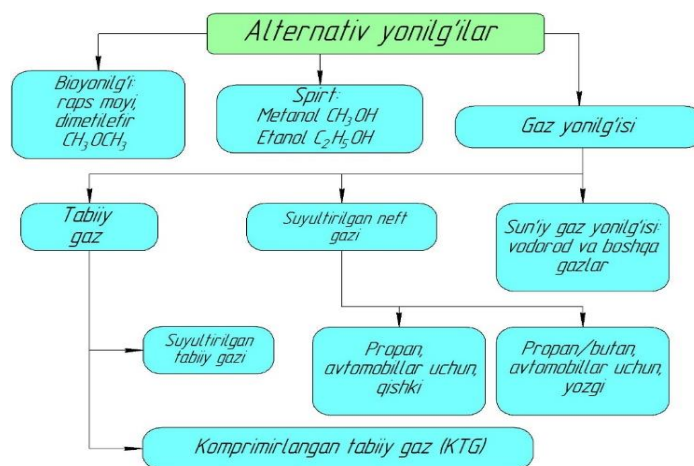 Alternativ yonilg'ilar
Bioyonilg'i:
raps moyi,
dimetilefir
CH₃OCH₃
Spirt:
Metanol CH₃OH
Etanol C₂H₅OH
Gaz yonilg'isi
Tabiiy
gaz
Suyultirilgan neft
gazi
Sun'iy gaz yonilg'isi:
vodorod va boshqa
gazlar
Suyultirilgan
tabiiy gazi
Propan,
avtomobillar uchun,
qishki
Propan/butan,
avtomobillar uchun,
yozgi
Komprimirlangan tabiiy gaz (KTG)